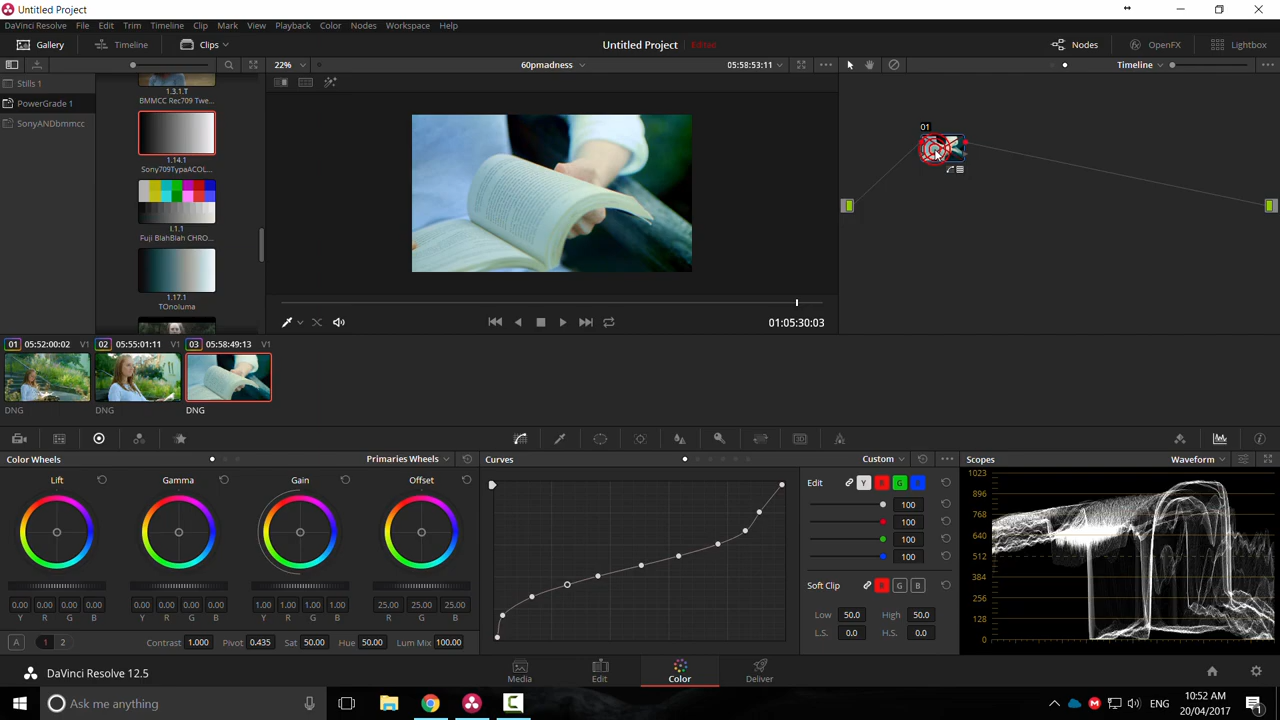 Untitled Project
DaVinci Resolve File Edit Trim Timeline Clip Mark View Playback Color Nodes Workspace Help
Gallery Timeline Clips Untitled Project Edited Nodes OpenFX Lightbox
22% 60pmadness 05:58:53:11 Timeline
Stills 1
PowerGrade 1
SonyANDbmmcc
1.3.1.T
BMMCC Rec709 Twe...
1.14.1
Sony709TypaACOL...
I.1.1
Fuji BlahBlah CHRO...
1.17.1
TOnoluma
01
01:05:30:03
01 05:52:00:02 V1 02 05:55:01:11 V1 03 05:58:49:13 V1
DNG DNG DNG
Color Wheels Primaries Wheels Curves Custom Scopes Waveform
Lift Gamma Gain Offset
Edit Y R G B
100
100
100
100
Soft Clip R G B
Low 50.0 High 50.0
L.S. 0.0 H.S. 0.0
1023
896
768
640
512
384
256
128
0
0.00 0.00 0.00 0.00 0.00 0.00 0.00 0.00 1.00 1.00 1.00 1.00 25.00 25.00 25.00
Y R G B Y R G B Y R G B R G B
A 1 2 Contrast 1.000 Pivot 0.435 Sat 50.00 Hue 50.00 Lum Mix 100.00
DaVinci Resolve 12.5 Media Edit Color Deliver
Ask me anything ENG 10:52 AM
20/04/2017 1